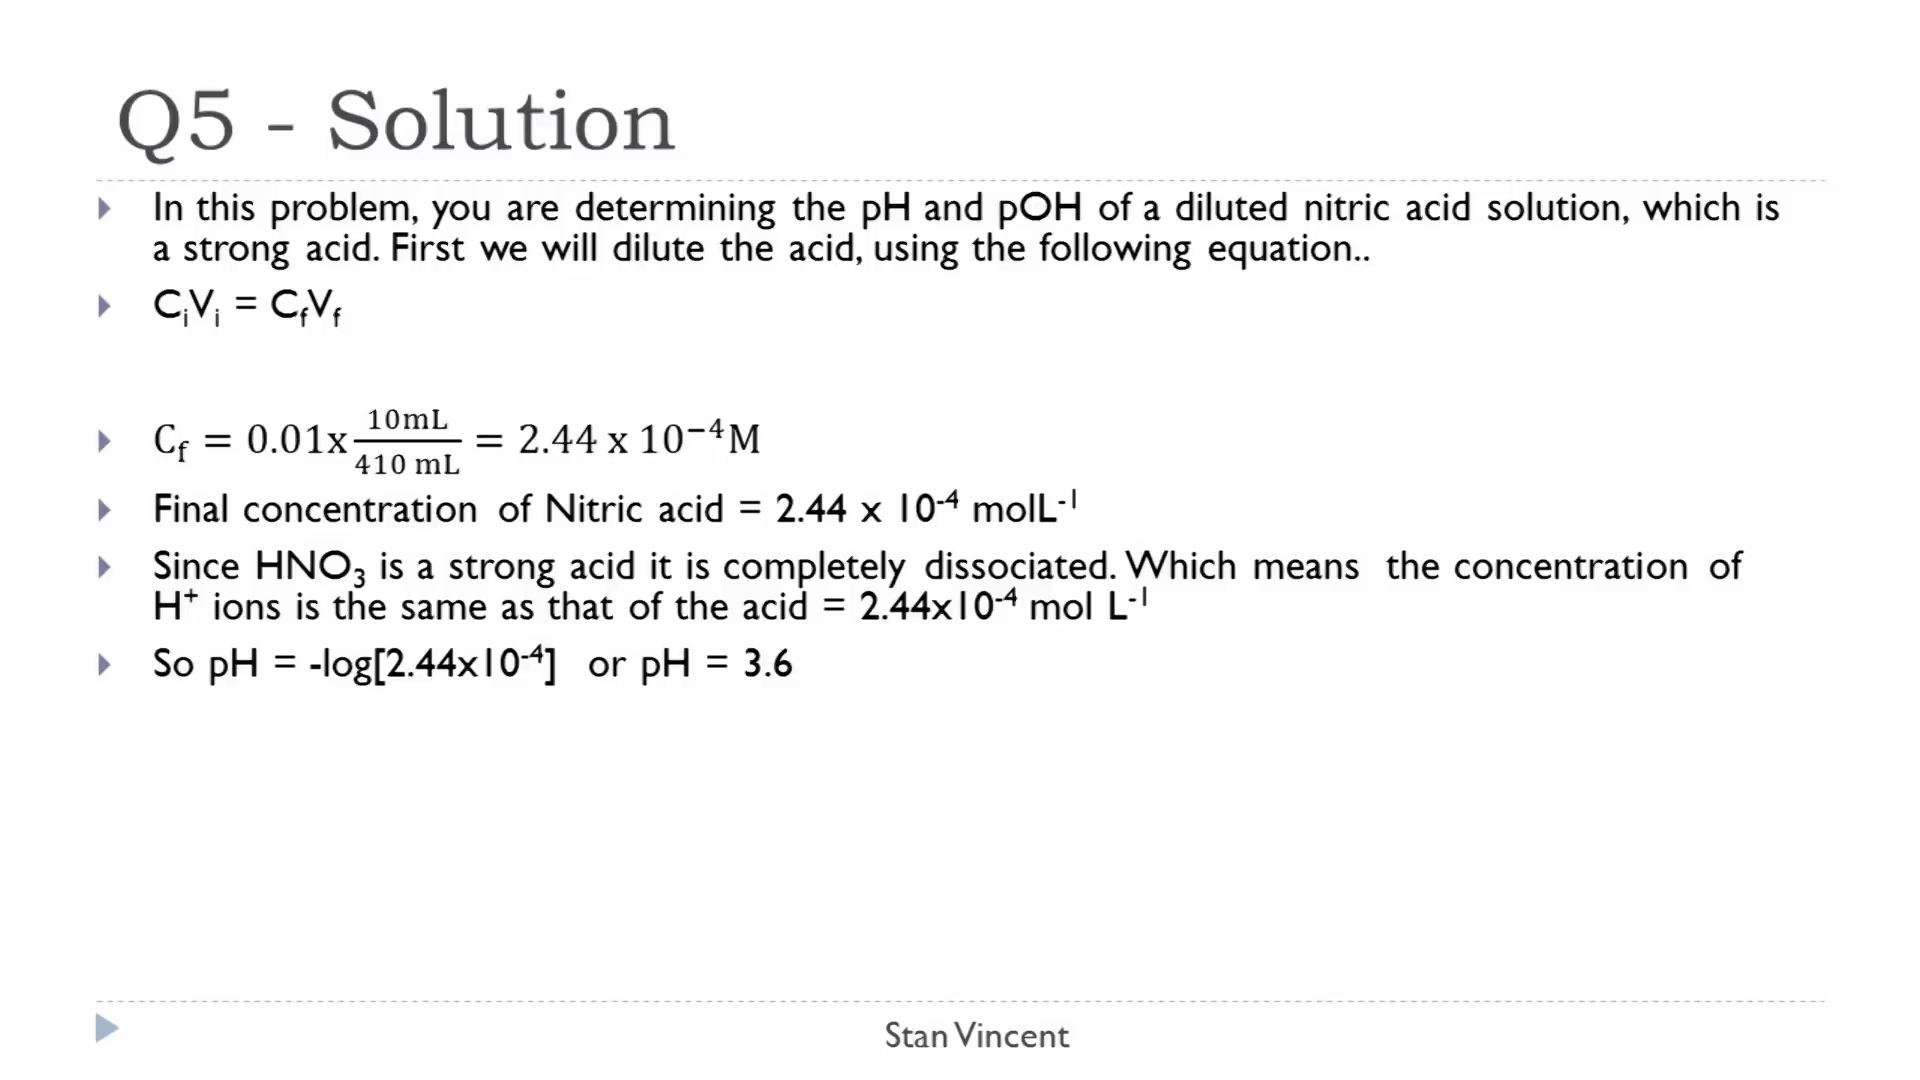 Q5 - Solution
In this problem, you are determining the pH and pOH of a diluted nitric acid solution, which is
a strong acid. First we will dilute the acid, using the following equation..
CᵢVᵢ = C_fV_f
C_f = 0.01x 10mL/410 mL = 2.44 x 10⁻⁴M
Final concentration of Nitric acid = 2.44 x 10⁻⁴ molL⁻¹
Since HNO₃ is a strong acid it is completely dissociated. Which means the concentration of
H⁺ ions is the same as that of the acid = 2.44x10⁻⁴ mol L⁻¹
So pH = -log[2.44x10⁻⁴] or pH = 3.6
Stan Vincent